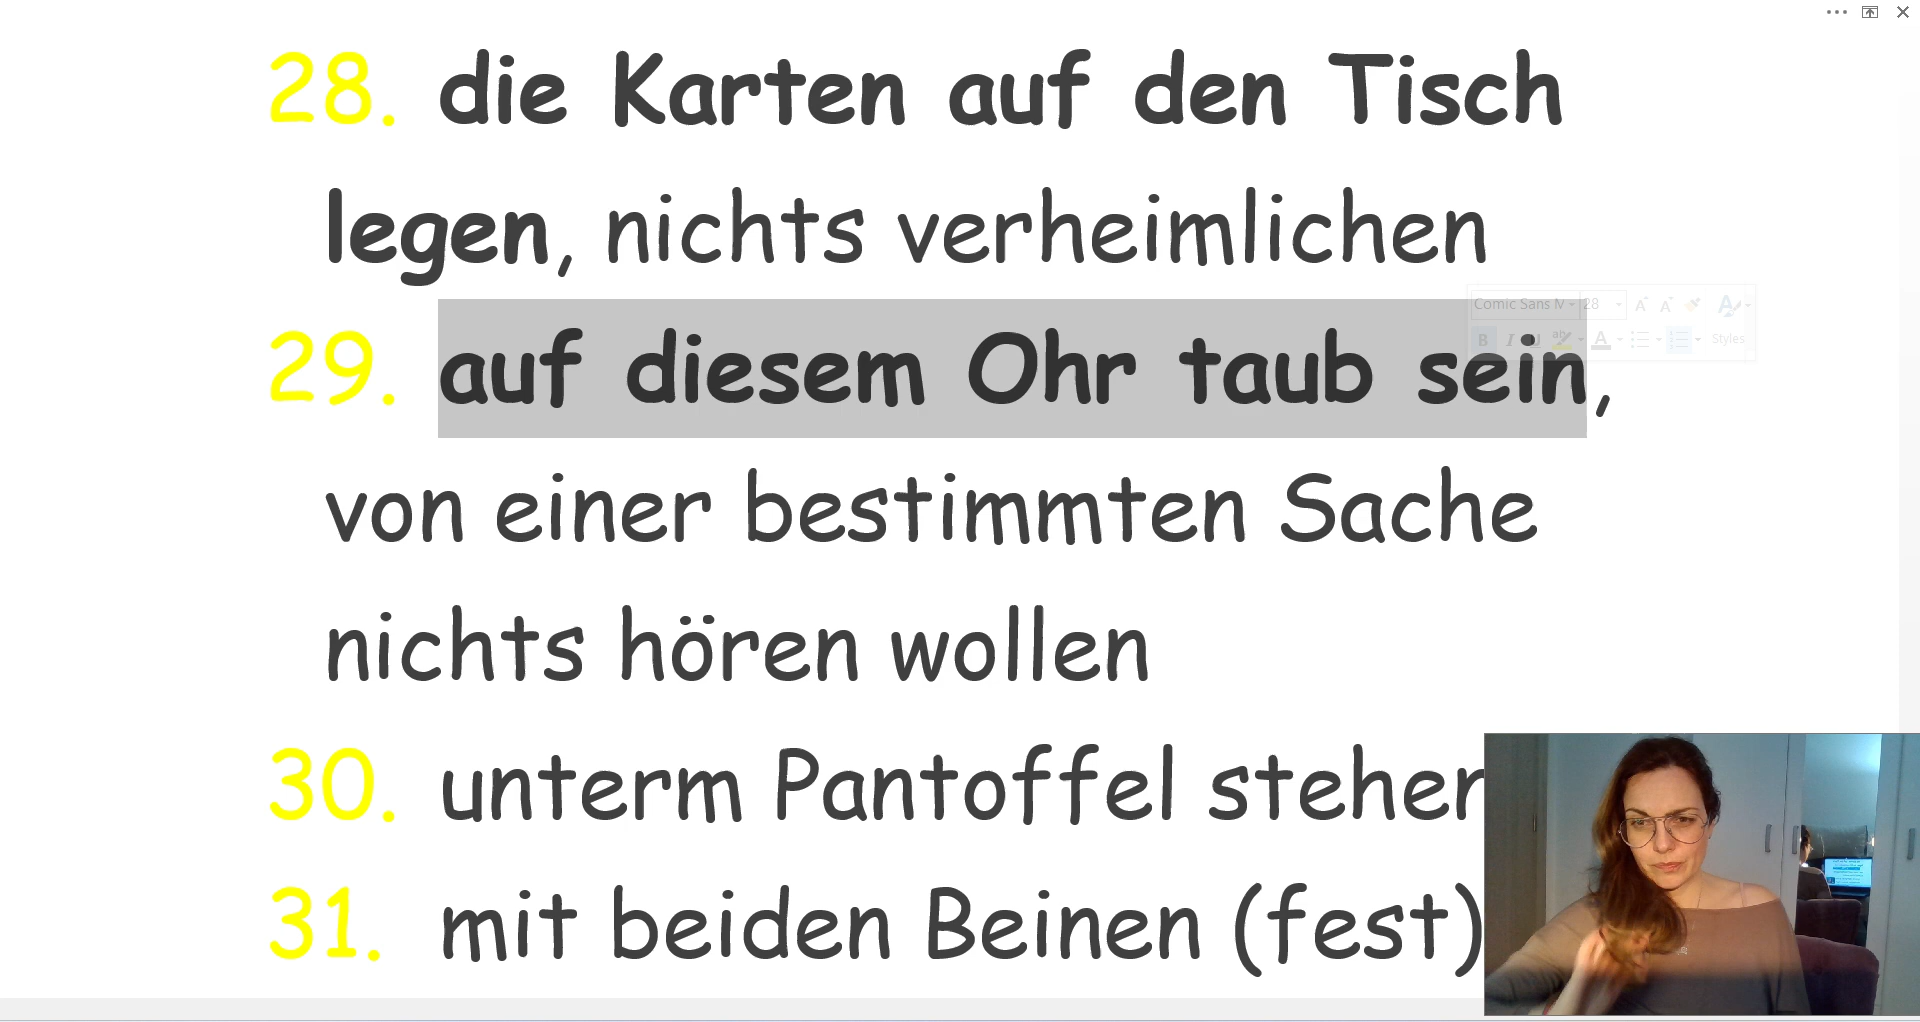 28. die Karten auf den Tisch
legen, nichts verheimlichen
Comic Sans M 28
B I U Styles
29. auf diesem Ohr taub sein,
von einer bestimmten Sache
nichts hören wollen
30. unterm Pantoffel stehen
31. mit beiden Beinen (fest)